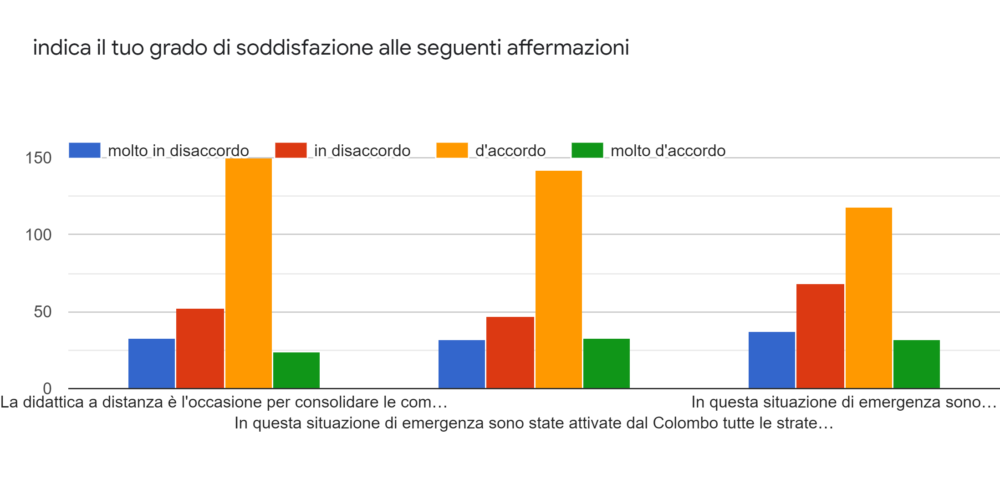 indica il tuo grado di soddisfazione alle seguenti affermazioni
molto in disaccordo in disaccordo d'accordo molto d'accordo
150
100
50
0
La didattica a distanza è l'occasione per consolidare le com…
In questa situazione di emergenza sono state attivate dal Colombo tutte le strate…
In questa situazione di emergenza sono…